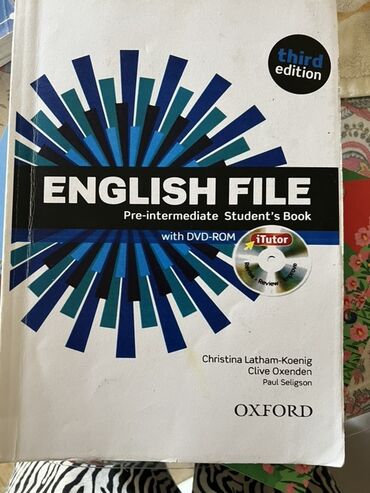 third
edition
ENGLISH FILE
Pre-intermediate Student's Book
with DVD-ROM
iTutor
Review
Christina Latham-Koenig
Clive Oxenden
Paul Seligson
OXFORD